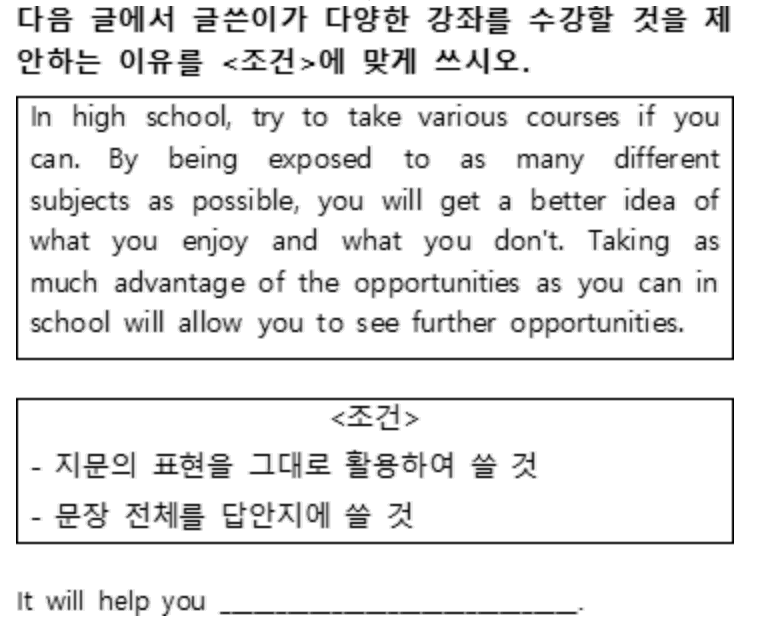 다음 글에서 글쓴이가 다양한 강좌를 수강할 것을 제
안하는 이유를 <조건>에 맞게 쓰시오.
In high school, try to take various courses if you
can. By being exposed to as many different
subjects as possible, you will get a better idea of
what you enjoy and what you don't. Taking as
much advantage of the opportunities as you can in
school will allow you to see further opportunities.
<조건>
- 지문의 표현을 그대로 활용하여 쓸 것
- 문장 전체를 답안지에 쓸 것
It will help you ____________________________.